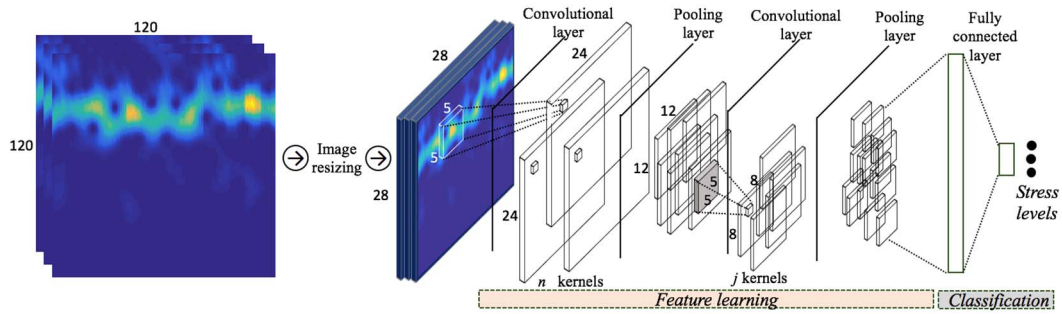 120
120
Image
resizing
28
28
5
5
Convolutional
layer
24
24
n kernels
Pooling
layer
12
12
5
5
Convolutional
layer
8
8
j kernels
Pooling
layer
Fully
connected
layer
Stress
levels
Feature learning
Classification